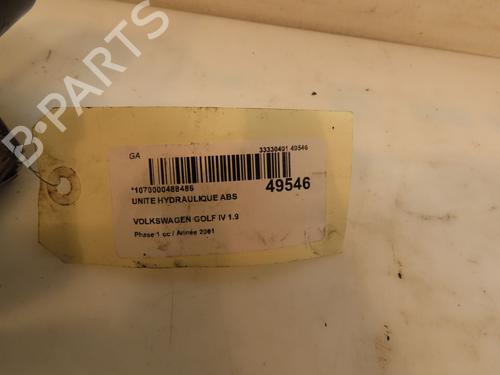 B-PARTS
GA
33330401 49546
*1070000488486
49546
UNITE HYDRAULIQUE ABS
VOLKSWAGEN GOLF IV 1.9
Phase 1 cc / Année 2001